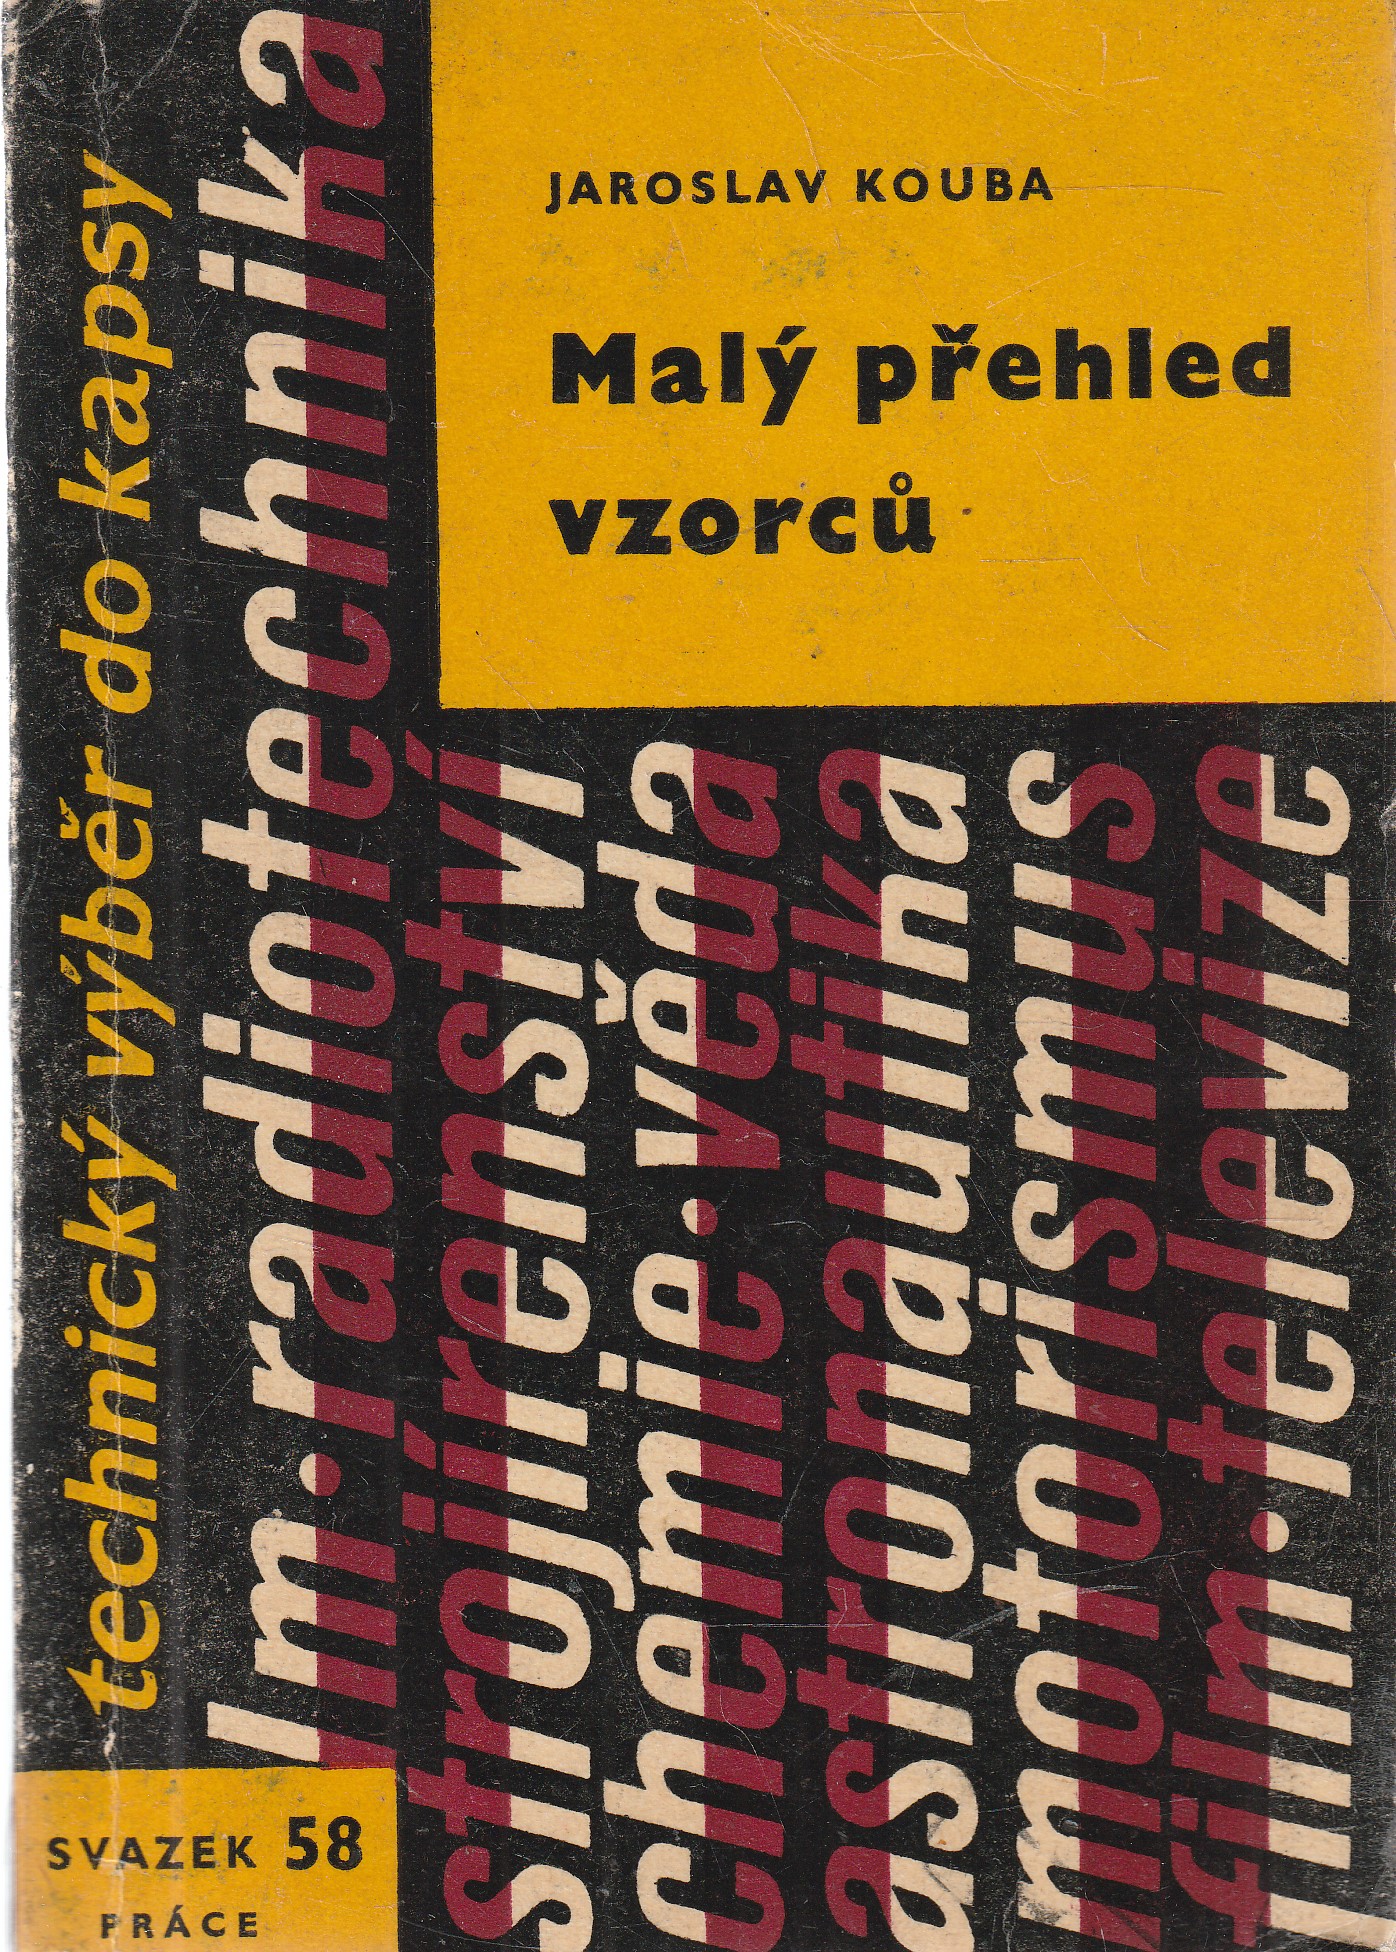 JAROSLAV KOUBA
Malý přehled
vzorců
technický výběr do kapsy
lm·radiotechnika
strojírenství
chemie·věda
astronautika
motorismus
film·televize
SVAZEK 58
PRÁCE